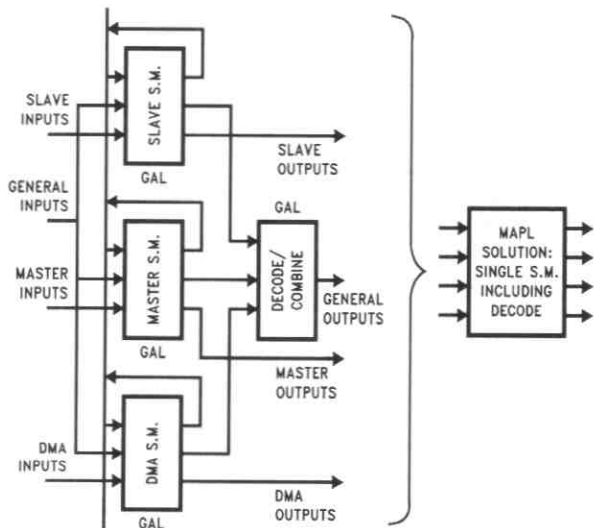 SLAVE
INPUTS
GENERAL
INPUTS
MASTER
INPUTS
DMA
INPUTS
SLAVE S.M.
GAL
SLAVE
OUTPUTS
MASTER S.M.
GAL
GAL
DECODE/
COMBINE
GENERAL
OUTPUTS
MASTER
OUTPUTS
DMA S.M.
GAL
DMA
OUTPUTS
MAPL
SOLUTION:
SINGLE S.M.
INCLUDING
DECODE